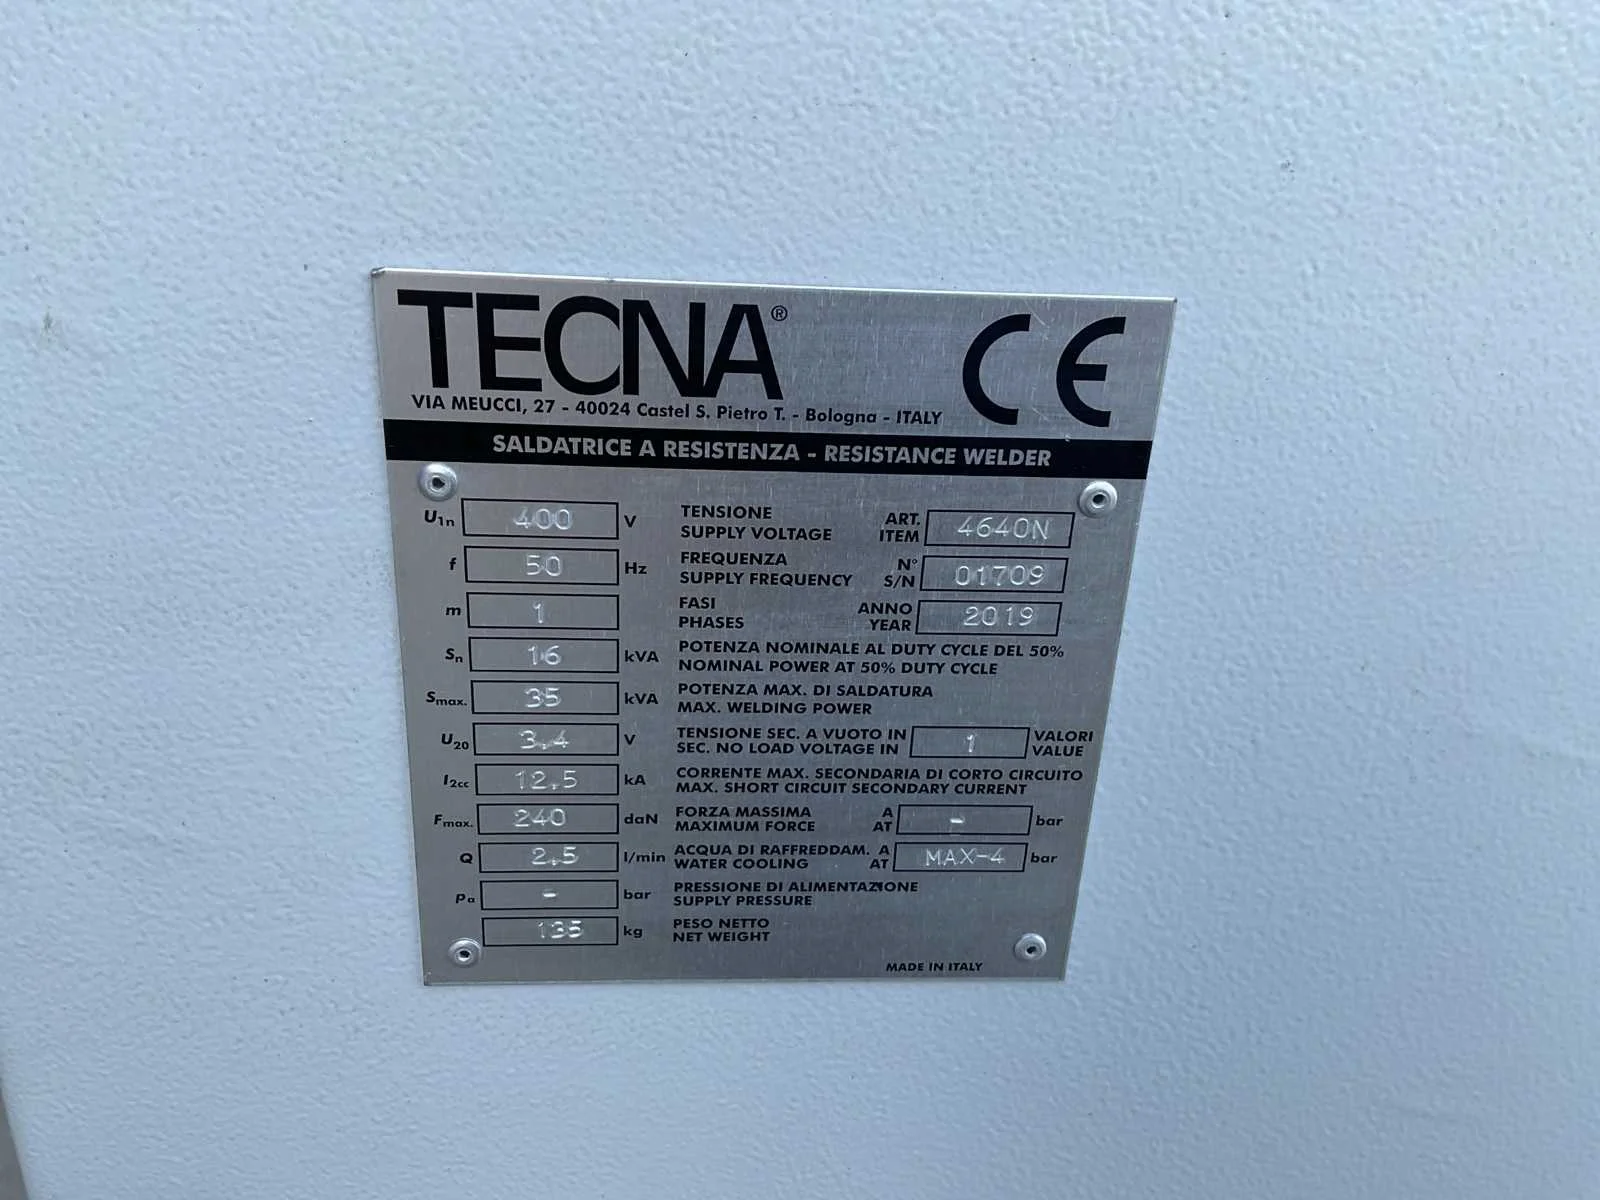 TECNA® CE
VIA MEUCCI, 27 - 40024 Castel S. Pietro T. - Bologna - ITALY
SALDATRICE A RESISTENZA - RESISTANCE WELDER
U1n 400 V TENSIONE SUPPLY VOLTAGE ART. ITEM 4640N
f 50 Hz FREQUENZA SUPPLY FREQUENCY N° S/N 01709
m 1 FASI PHASES ANNO YEAR 2019
Sn 16 kVA POTENZA NOMINALE AL DUTY CYCLE DEL 50% NOMINAL POWER AT 50% DUTY CYCLE
Smax. 35 kVA POTENZA MAX. DI SALDATURA MAX. WELDING POWER
U20 3.4 V TENSIONE SEC. A VUOTO IN SEC. NO LOAD VOLTAGE IN 1 VALORI VALUE
I2cc 12.5 kA CORRENTE MAX. SECONDARIA DI CORTO CIRCUITO MAX. SHORT CIRCUIT SECONDARY CURRENT
Fmax. 240 daN FORZA MASSIMA MAXIMUM FORCE A AT - bar
Q 2.5 l/min ACQUA DI RAFFREDDAM. WATER COOLING A AT MAX-4 bar
pa - bar PRESSIONE DI ALIMENTAZIONE SUPPLY PRESSURE
135 kg PESO NETTO NET WEIGHT
MADE IN ITALY